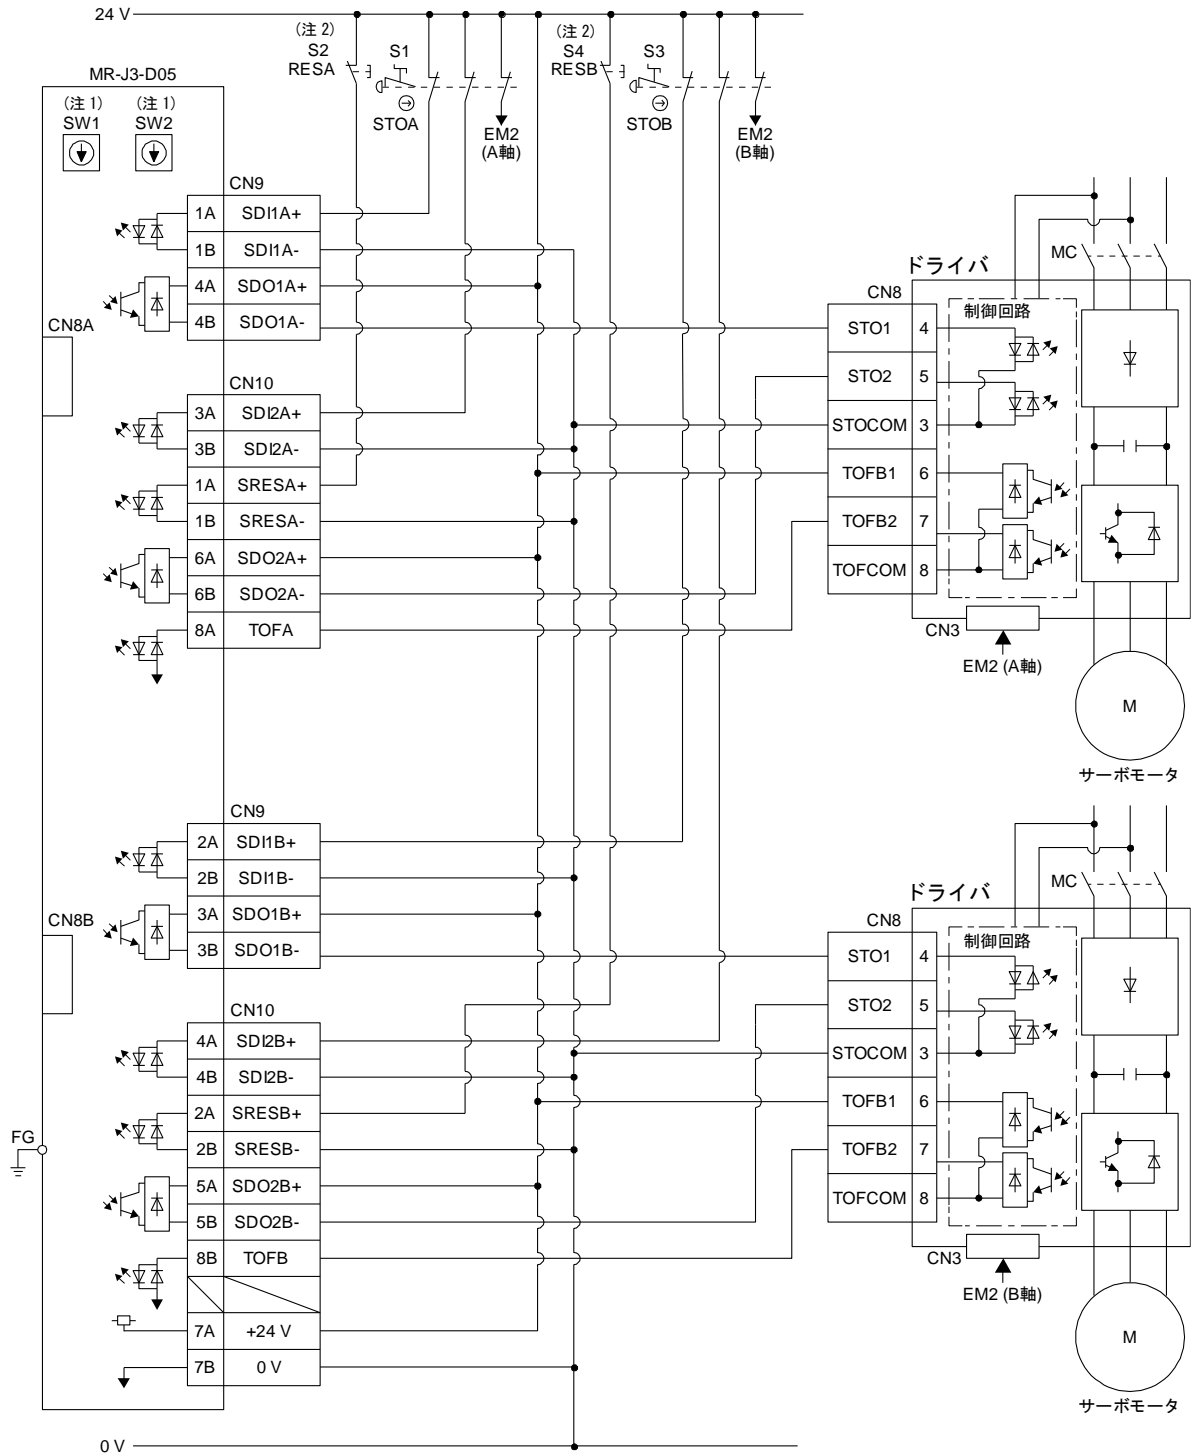 24 V
(注 2)
S2
RESA
S1
STOA
EM2
(A軸)
(注 2)
S4
RESB
S3
STOB
EM2
(B軸)
MR-J3-D05
(注 1)
SW1
(注 1)
SW2
CN9
1A SDI1A+
1B SDI1A-
4A SDO1A+
4B SDO1A-
CN8A
CN10
3A SDI2A+
3B SDI2A-
1A SRESA+
1B SRESA-
6A SDO2A+
6B SDO2A-
8A TOFA
MC
ドライバ
CN8
制御回路
STO1 4
STO2 5
STOCOM 3
TOFB1 6
TOFB2 7
TOFCOM 8
CN3
EM2 (A軸)
M
サーボモータ
CN9
2A SDI1B+
2B SDI1B-
3A SDO1B+
3B SDO1B-
CN8B
CN10
4A SDI2B+
4B SDI2B-
2A SRESB+
2B SRESB-
5A SDO2B+
5B SDO2B-
8B TOFB
7A +24 V
7B 0 V
FG
MC
ドライバ
CN8
制御回路
STO1 4
STO2 5
STOCOM 3
TOFB1 6
TOFB2 7
TOFCOM 8
CN3
EM2 (B軸)
M
サーボモータ
0 V